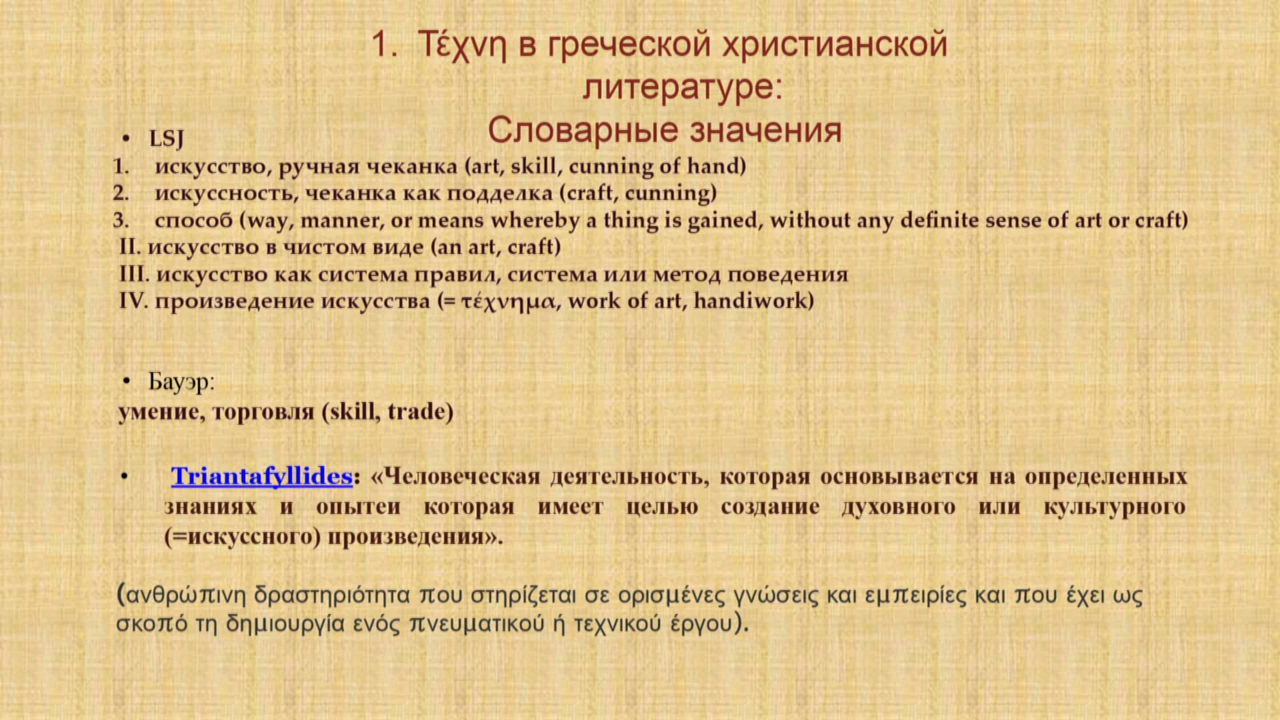 1. Τέχνη в греческой христианской
литературе:
Словарные значения
• LSJ
1. искусство, ручная чеканка (art, skill, cunning of hand)
2. искуссность, чеканка как подделка (craft, cunning)
3. способ (way, manner, or means whereby a thing is gained, without any definite sense of art or craft)
II. искусство в чистом виде (an art, craft)
III. искусство как система правил, система или метод поведения
IV. произведение искусства (= τέχνημα, work of art, handiwork)
• Бауэр:
умение, торговля (skill, trade)
• Triantafyllides: «Человеческая деятельность, которая основывается на определенных
знаниях и опытеи которая имеет целью создание духовного или культурного
(=искуссного) произведения».
(ανθρώπινη δραστηριότητα που στηρίζεται σε ορισμένες γνώσεις και εμπειρίες και που έχει ως
σκοπό τη δημιουργία ενός πνευματικού ή τεχνικού έργου).